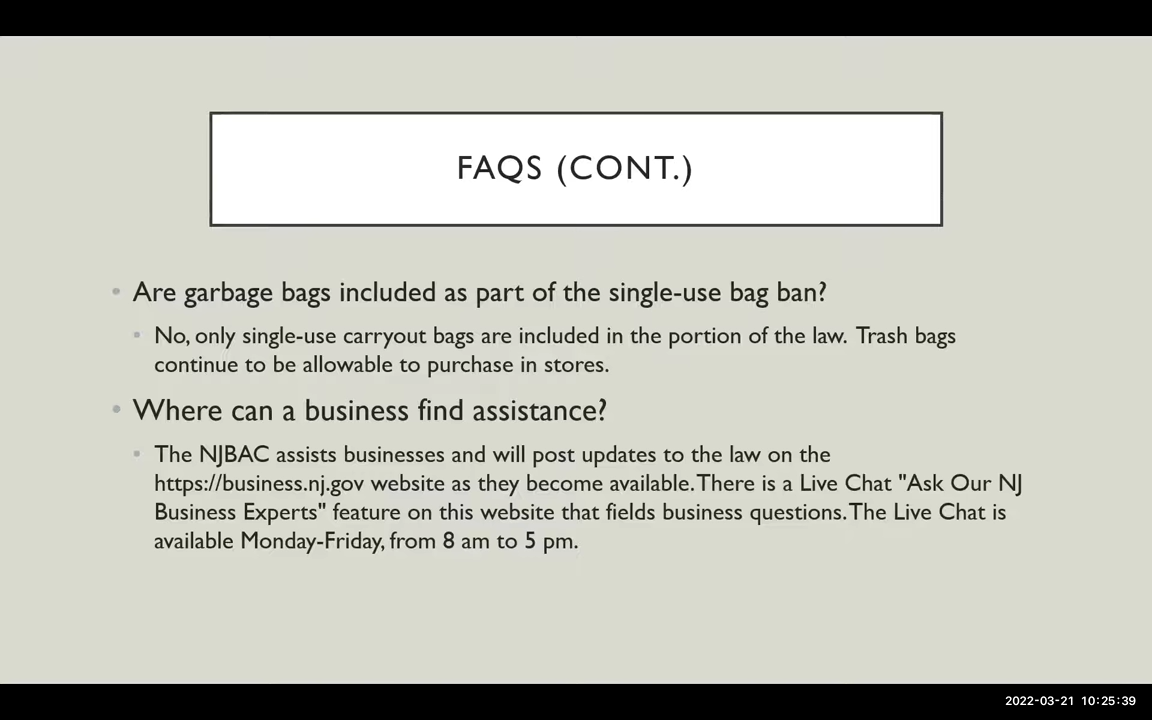 FAQS (CONT.)
• Are garbage bags included as part of the single-use bag ban?
• No, only single-use carryout bags are included in the portion of the law. Trash bags
continue to be allowable to purchase in stores.
• Where can a business find assistance?
• The NJBAC assists businesses and will post updates to the law on the
https://business.nj.gov website as they become available. There is a Live Chat "Ask Our NJ
Business Experts" feature on this website that fields business questions. The Live Chat is
available Monday-Friday, from 8 am to 5 pm.
2022-03-21 10:25:39